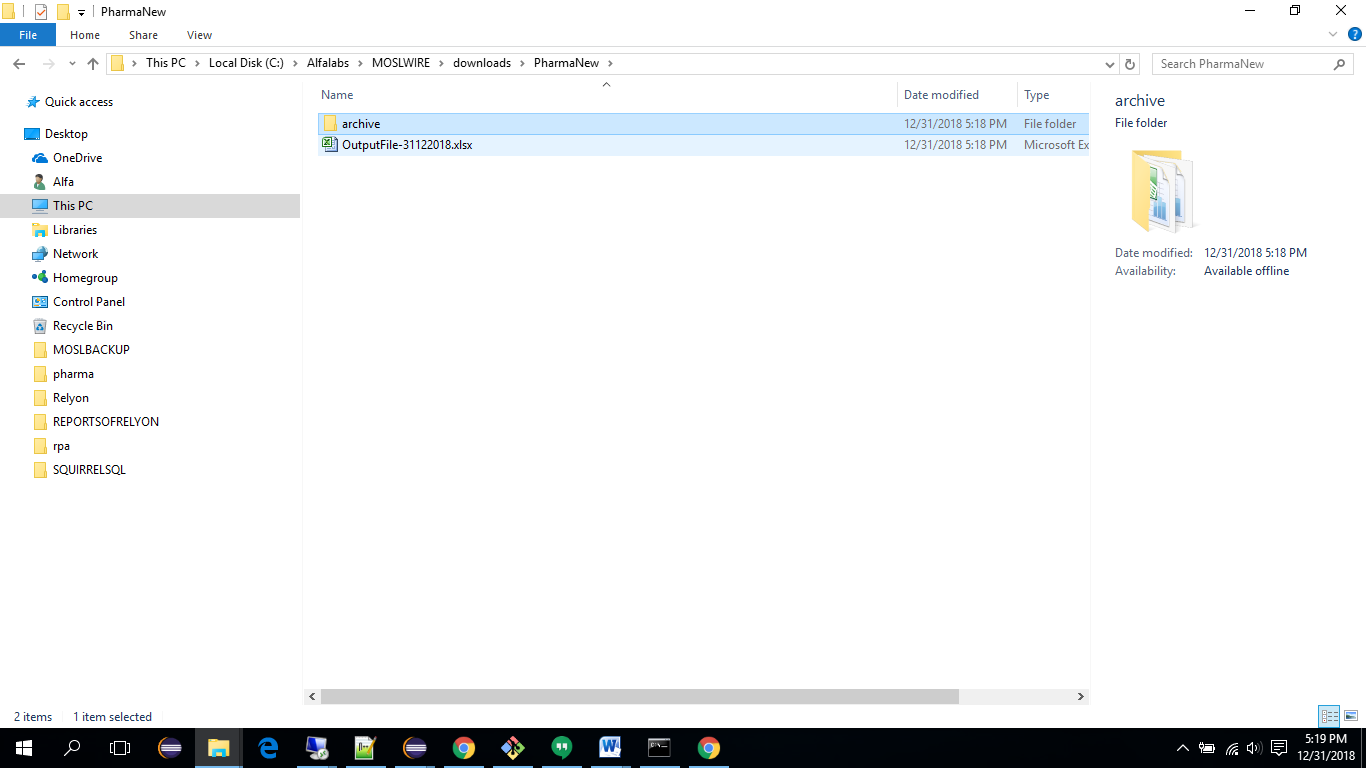 PharmaNew
File Home Share View
This PC Local Disk (C:) Alfalabs MOSLWIRE downloads PharmaNew Search PharmaNew
Name Date modified Type
archive 12/31/2018 5:18 PM File folder
OutputFile-31122018.xlsx 12/31/2018 5:18 PM Microsoft Ex
Quick access
Desktop
OneDrive
Alfa
This PC
Libraries
Network
Homegroup
Control Panel
Recycle Bin
MOSLBACKUP
pharma
Relyon
REPORTSOFRELYON
rpa
SQUIRRELSQL
archive
File folder
Date modified: 12/31/2018 5:18 PM
Availability: Available offline
2 items 1 item selected
5:19 PM
12/31/2018